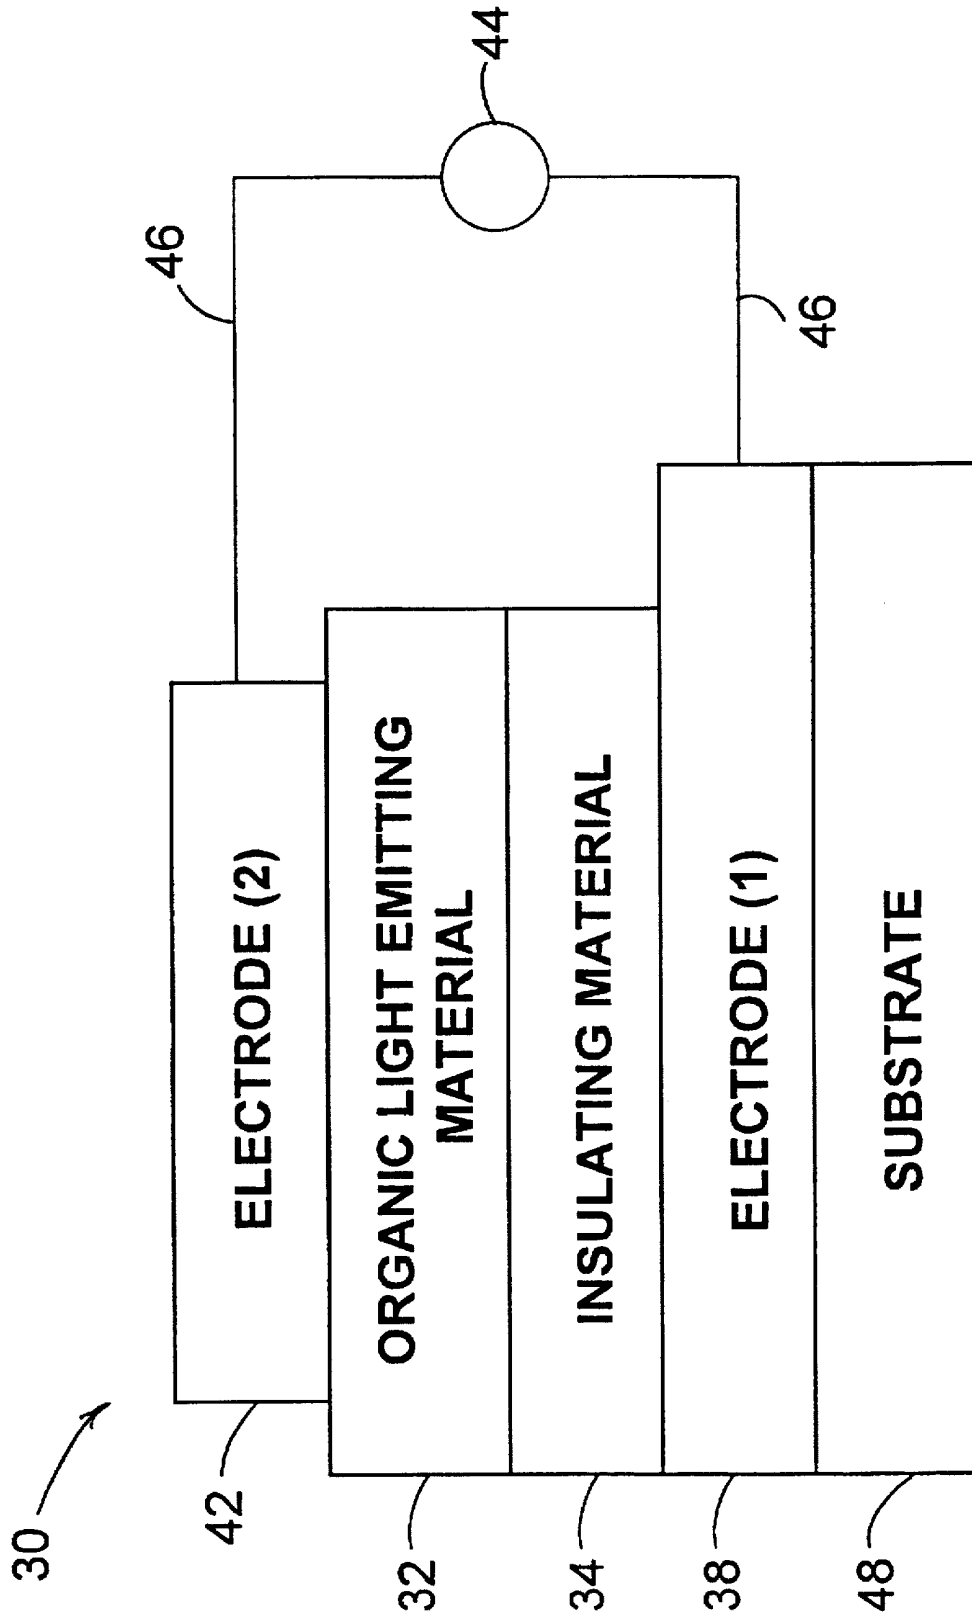 30
42
ELECTRODE (2)
46
32
ORGANIC LIGHT EMITTING
MATERIAL
44
34
INSULATING MATERIAL
38
ELECTRODE (1)
46
48
SUBSTRATE